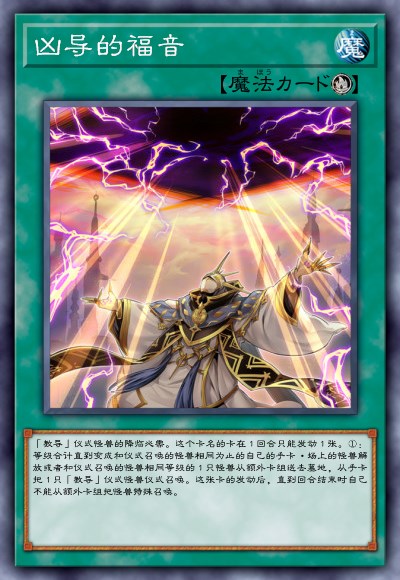 凶导的福音
魔
【魔法カード】
まほう
「教导」仪式怪兽的降临必需。这个卡名的卡在1回合只能发动1张。①：
等级合计直到变成和仪式召唤的怪兽相同为止的自己的手卡·场上的怪兽解
放或者和仪式召唤的怪兽相同等级的1只怪兽从额外卡组送去墓地，从手卡
把1只「教导」仪式怪兽仪式召唤。这张卡的发动后，直到回合结束时自己
不能从额外卡组把怪兽特殊召唤。